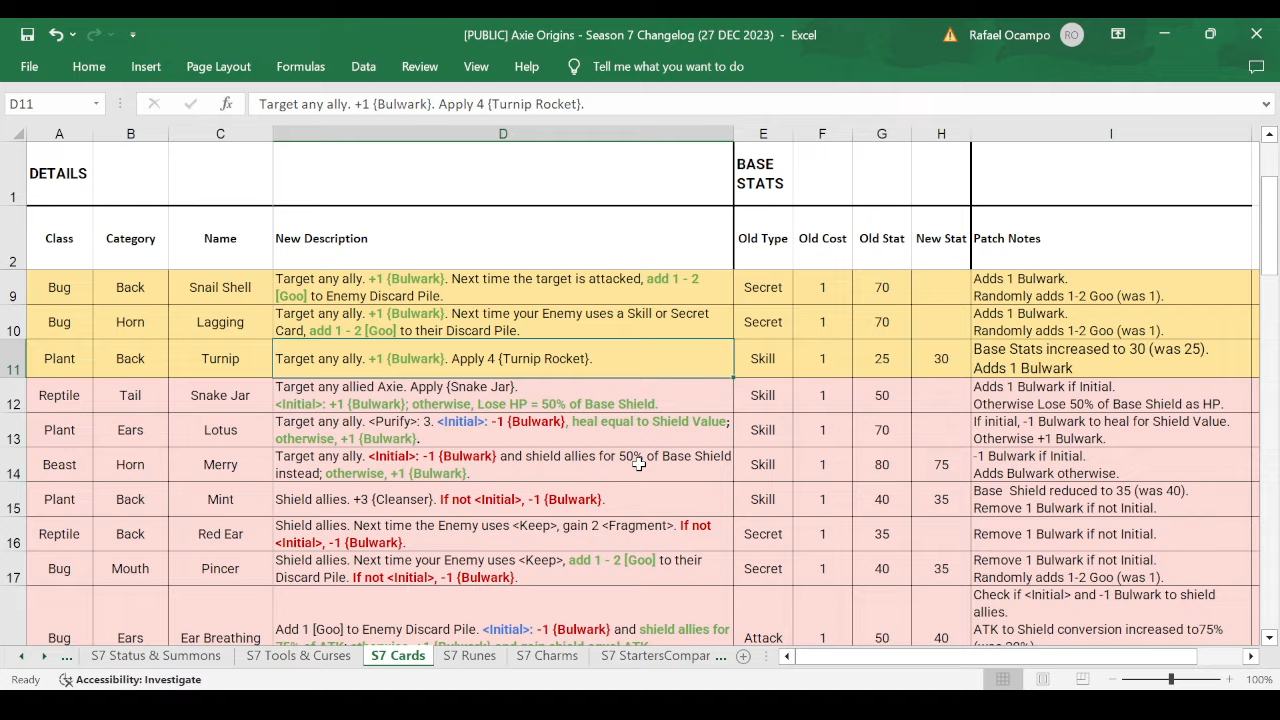 [PUBLIC] Axie Origins - Season 7 Changelog (27 DEC 2023) - Excel
Rafael Ocampo RO
File Home Insert Page Layout Formulas Data Review View Help Tell me what you want to do
D11 fx Target any ally. +1 {Bulwark}. Apply 4 {Turnip Rocket}.
A B C D E F G H I
1 DETAILS BASE
STATS
2 Class Category Name New Description Old Type Old Cost Old Stat New Stat Patch Notes
9 Bug Back Snail Shell Target any ally. +1 {Bulwark}. Next time the target is attacked, add 1 - 2 Secret 1 70 Adds 1 Bulwark.
[Goo] to Enemy Discard Pile. Randomly adds 1-2 Goo (was 1).
10 Bug Horn Lagging Target any ally. +1 {Bulwark}. Next time your Enemy uses a Skill or Secret Secret 1 70 Adds 1 Bulwark.
Card, add 1 - 2 [Goo] to their Discard Pile. Randomly adds 1-2 Goo (was 1).
11 Plant Back Turnip Target any ally. +1 {Bulwark}. Apply 4 {Turnip Rocket}. Skill 1 25 30 Base Stats increased to 30 (was 25).
Adds 1 Bulwark
12 Reptile Tail Snake Jar Target any allied Axie. Apply {Snake Jar}. Skill 1 50 Adds 1 Bulwark if Initial.
<Initial>: +1 {Bulwark}; otherwise, Lose HP = 50% of Base Shield. Otherwise Lose 50% of Base Shield as HP.
13 Plant Ears Lotus Target any ally. <Purify>: 3. <Initial>: -1 {Bulwark}, heal equal to Shield Value; Skill 1 70 If initial, -1 Bulwark to heal for Shield Value.
otherwise, +1 {Bulwark}. Otherwise +1 Bulwark.
14 Beast Horn Merry Target any ally. <Initial>: -1 {Bulwark} and shield allies for 50% of Base Shield Skill 1 80 75 -1 Bulwark if Initial.
instead; otherwise, +1 {Bulwark}. Adds Bulwark otherwise.
15 Plant Back Mint Shield allies. +3 {Cleanser}. If not <Initial>, -1 {Bulwark}. Skill 1 40 35 Base Shield reduced to 35 (was 40).
Remove 1 Bulwark if not Initial.
16 Reptile Back Red Ear Shield allies. Next time the Enemy uses <Keep>, gain 2 <Fragment>. If not Secret 1 35 Remove 1 Bulwark if not Initial.
<Initial>, -1 {Bulwark}.
17 Bug Mouth Pincer Shield allies. Next time your Enemy uses <Keep>, add 1 - 2 [Goo] to their Secret 1 40 35 Remove 1 Bulwark if not Initial.
Discard Pile. If not <Initial>, -1 {Bulwark}. Randomly adds 1-2 Goo (was 1).
Check if <Initial> and -1 Bulwark to shield
allies.
Bug Ears Ear Breathing Add 1 [Goo] to Enemy Discard Pile. <Initial>: -1 {Bulwark} and shield allies for Attack 1 50 40 ATK to Shield conversion increased to75%
... S7 Status & Summons S7 Tools & Curses S7 Cards S7 Runes S7 Charms S7 StartersCompar ...
Ready Accessibility: Investigate 100%